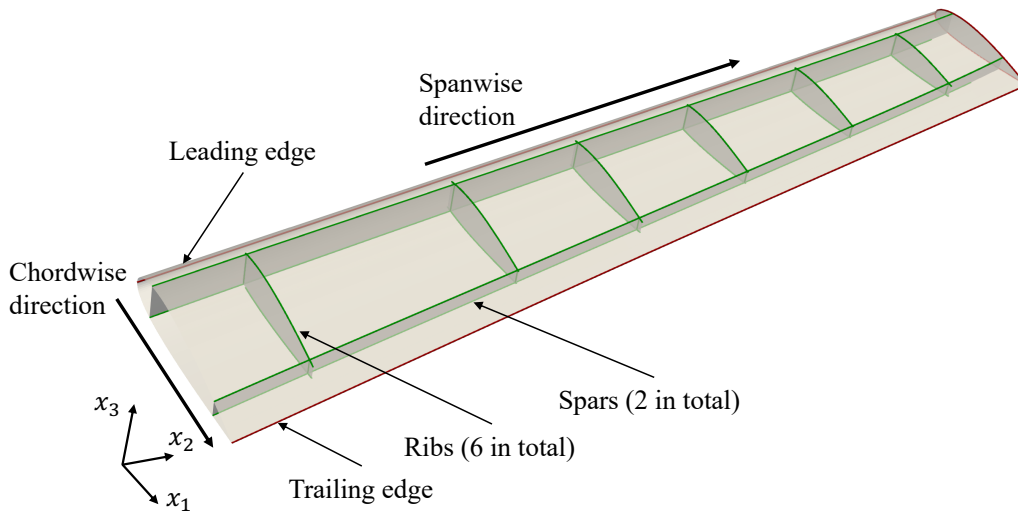 Spanwise
direction
Leading edge
Chordwise
direction
Spars (2 in total)
Ribs (6 in total)
Trailing edge
x₃
x₂
x₁